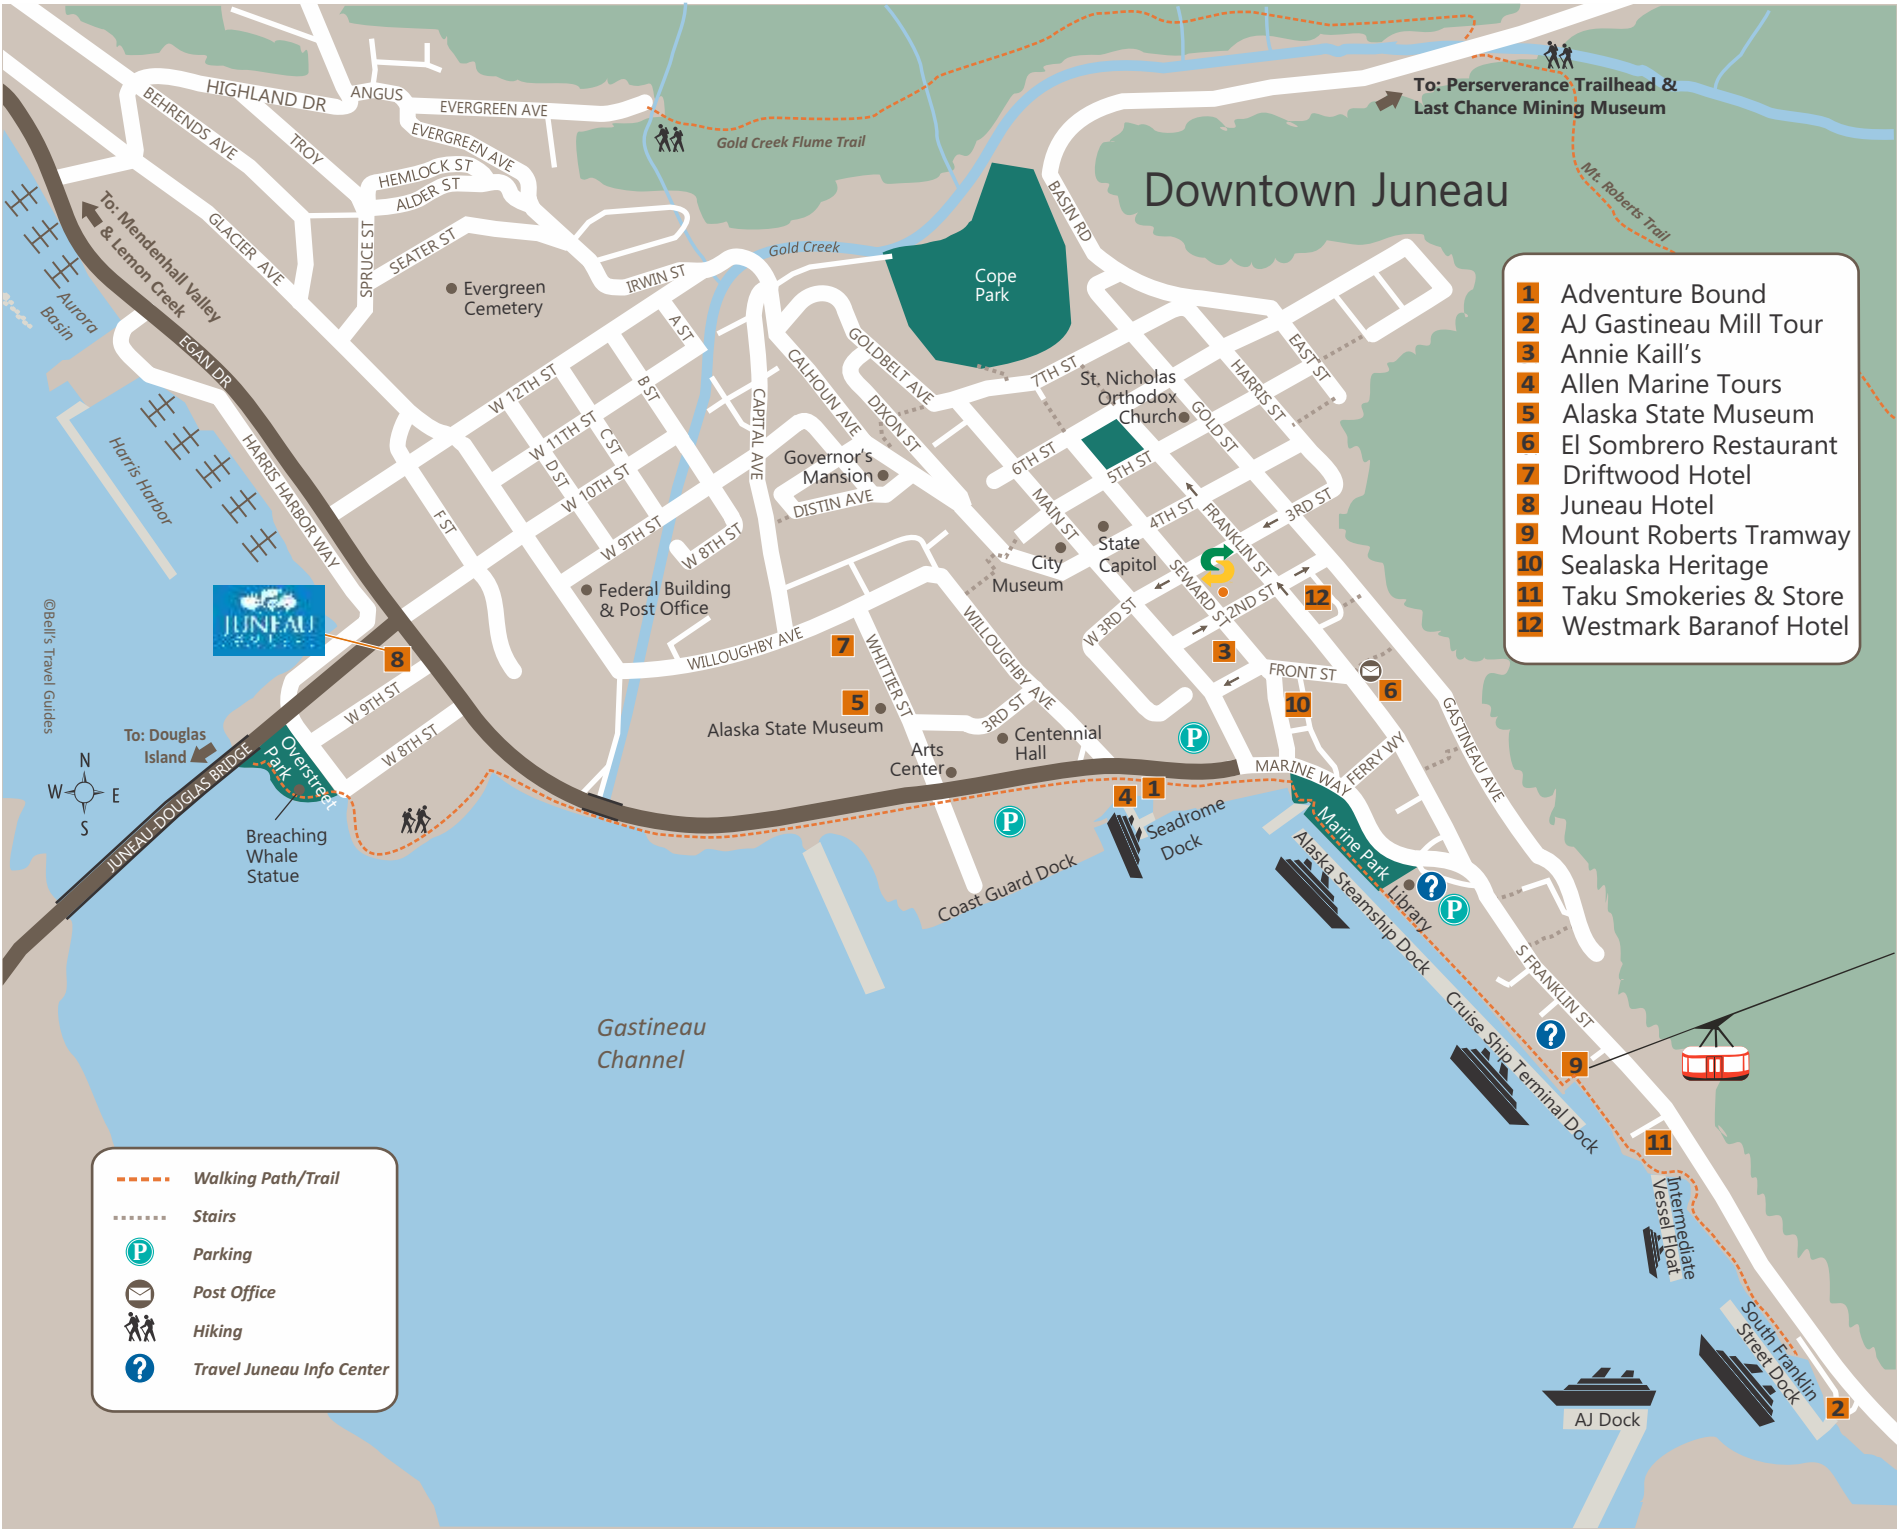 Downtown Juneau
To: Perserverance Trailhead &
Last Chance Mining Museum
Mt. Roberts Trail
Gold Creek Flume Trail
Gold Creek
Cope
Park
HIGHLAND DR
ANGUS
EVERGREEN AVE
BEHRENDS AVE
TROY
EVERGREEN AVE
HEMLOCK ST
ALDER ST
GLACIER AVE
SPRUCE ST
SEATER ST
Evergreen
Cemetery
IRWIN ST
BASIN RD
To: Mendenhall Valley
& Lemon Creek
Aurora
Basin
EGAN DR
Harris Harbor
HARRIS HARBOR WAY
A ST
B ST
C ST
D ST
F ST
W 12TH ST
W 11TH ST
W 10TH ST
W 9TH ST
W 8TH ST
CAPITAL AVE
CALHOUN AVE
GOLDBELT AVE
DIXON ST
Governor's
Mansion
DISTIN AVE
7TH ST
6TH ST
5TH ST
4TH ST
3RD ST
2ND ST
St. Nicholas
Orthodox
Church
HARRIS ST
EAST ST
GOLD ST
MAIN ST
FRANKLIN ST
SEWARD ST
State
Capitol
City
Museum
W 3RD ST
12
3
FRONT ST
6
10
GASTINEAU AVE
Federal Building
& Post Office
WILLOUGHBY AVE
WILLOUGHBY AVE
7
WHITTIER ST
5
Alaska State Museum
3RD ST
Centennial
Hall
Arts
Center
P
P
MARINE WAY
FERRY WY
4
1
Seadrome
Dock
Coast Guard Dock
Marine Park
Library
?
P
Alaska Steamship Dock
Cruise Ship Terminal Dock
S FRANKLIN ST
?
9
11
Intermediate
Vessel Float
South Franklin
Street Dock
2
AJ Dock
JUNEAU
8
W 9TH ST
W 8TH ST
Overstreet
Park
To: Douglas
Island
JUNEAU-DOUGLAS BRIDGE
Breaching
Whale
Statue
©Bell's Travel Guides
N
W
E
S
Gastineau
Channel
1 Adventure Bound
2 AJ Gastineau Mill Tour
3 Annie Kaill's
4 Allen Marine Tours
5 Alaska State Museum
6 El Sombrero Restaurant
7 Driftwood Hotel
8 Juneau Hotel
9 Mount Roberts Tramway
10 Sealaska Heritage
11 Taku Smokeries & Store
12 Westmark Baranof Hotel
Walking Path/Trail
Stairs
P Parking
Post Office
Hiking
? Travel Juneau Info Center